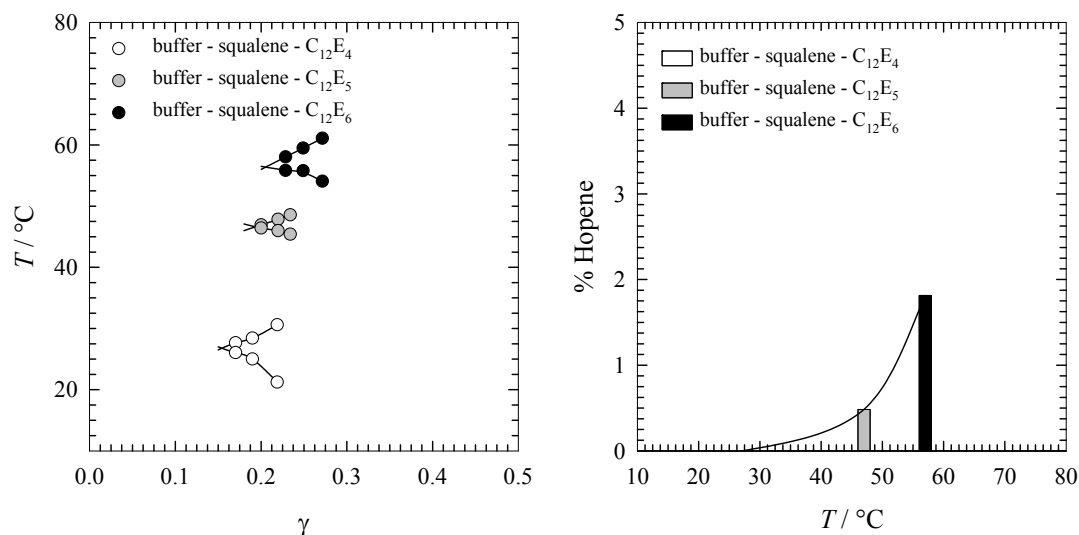 80
60
40
20
T / °C
buffer - squalene - C₁₂E₄
buffer - squalene - C₁₂E₅
buffer - squalene - C₁₂E₆
0.0 0.1 0.2 0.3 0.4 0.5
γ
5
4
3
2
1
0
% Hopene
buffer - squalene - C₁₂E₄
buffer - squalene - C₁₂E₅
buffer - squalene - C₁₂E₆
10 20 30 40 50 60 70 80
T / °C